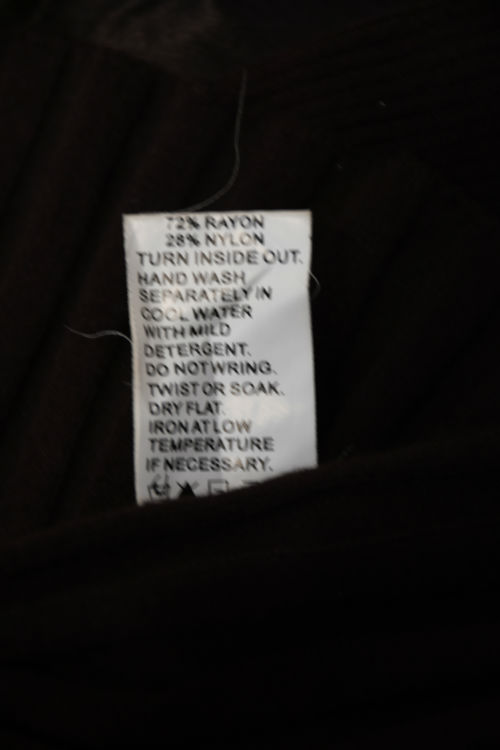 72% RAYON
28% NYLON
TURN INSIDE OUT.
HAND WASH
SEPARATELY IN
COOL WATER
WITH MILD
DETERGENT.
DO NOT WRING.
TWIST OR SOAK.
DRY FLAT.
IRON AT LOW
TEMPERATURE
IF NECESSARY.